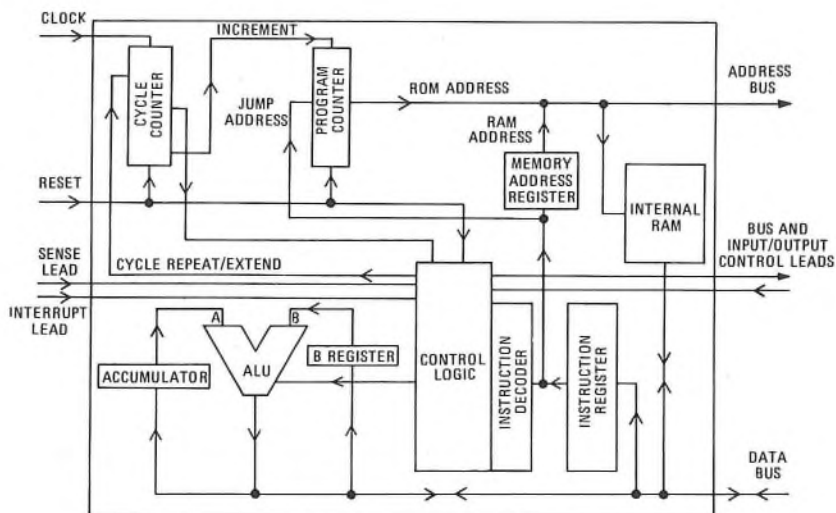 CLOCK
INCREMENT
CYCLE
COUNTER
PROGRAM
COUNTER
JUMP
ADDRESS
ROM ADDRESS
ADDRESS
BUS
RAM
ADDRESS
MEMORY
ADDRESS
REGISTER
INTERNAL
RAM
RESET
BUS AND
INPUT/OUTPUT
CONTROL LEADS
SENSE
LEAD
CYCLE REPEAT/EXTEND
INTERRUPT
LEAD
A
B
ALU
ACCUMULATOR
B REGISTER
CONTROL
LOGIC
INSTRUCTION
DECODER
INSTRUCTION
REGISTER
DATA
BUS